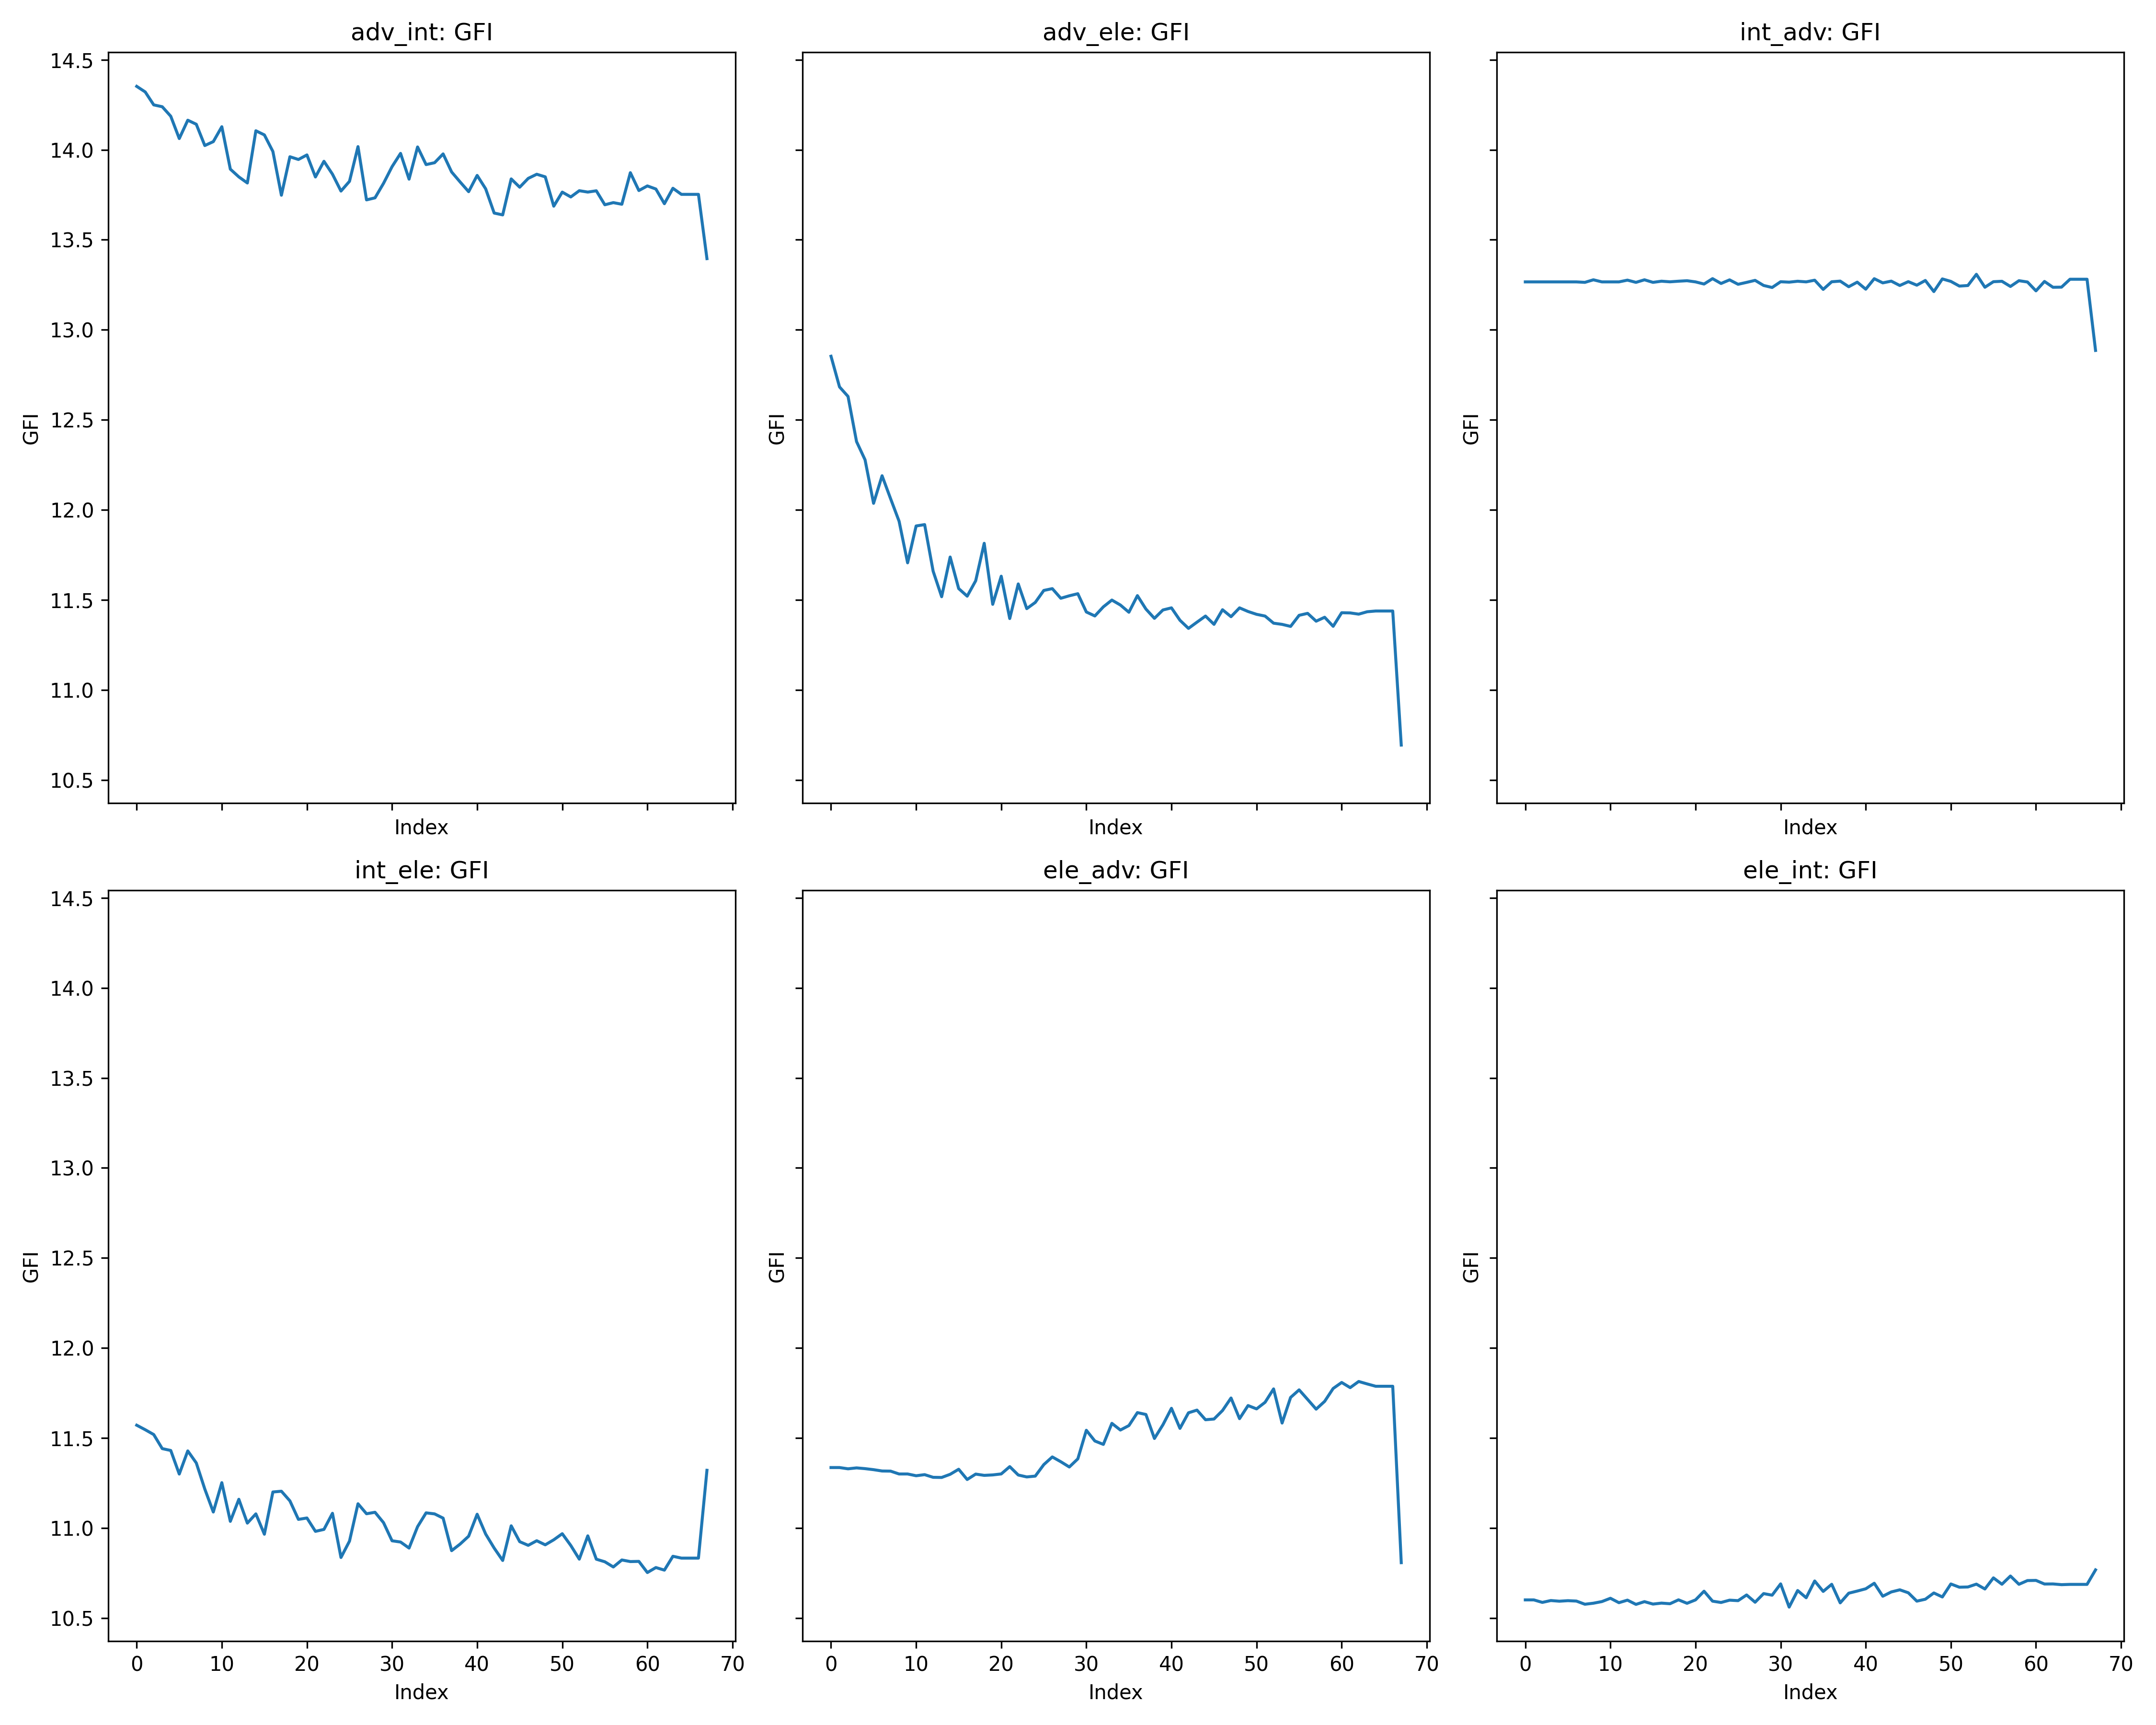 adv_int: GFI
adv_ele: GFI
int_adv: GFI
14.5
14.0
13.5
13.0
12.5
12.0
11.5
11.0
10.5
GFI
GFI
GFI
Index
Index
Index
int_ele: GFI
ele_adv: GFI
ele_int: GFI
14.5
14.0
13.5
13.0
12.5
12.0
11.5
11.0
10.5
GFI
GFI
GFI
0 10 20 30 40 50 60 70
0 10 20 30 40 50 60 70
0 10 20 30 40 50 60 70
Index
Index
Index